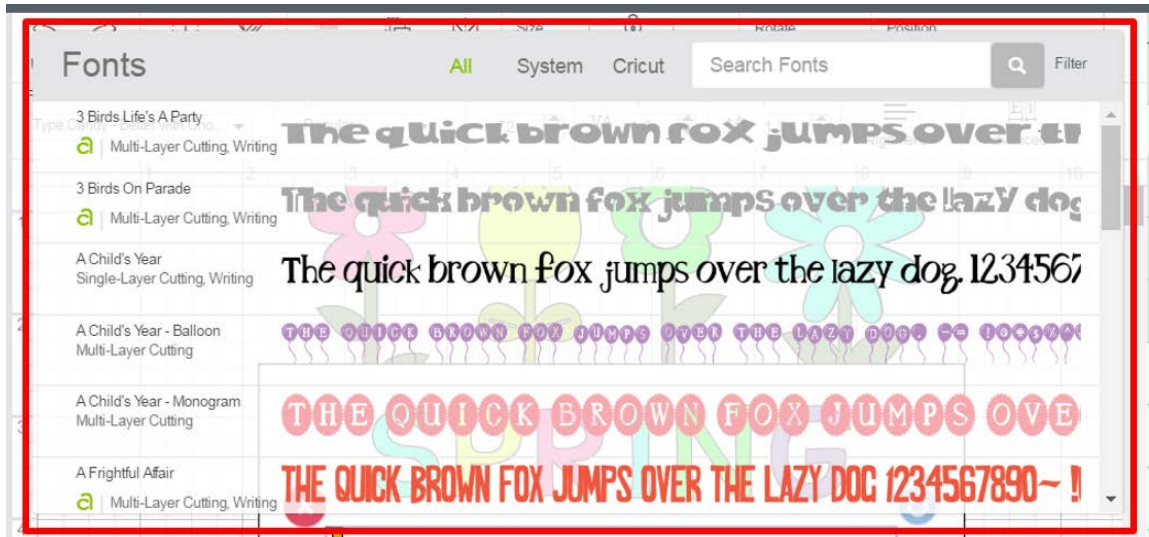 Size
Rotate
Position
Fonts
All
System
Cricut
Search Fonts
Filter
3 Birds Life's A Party
a | Multi-Layer Cutting, Writing
The quick brown fox jumps over
3 Birds On Parade
a | Multi-Layer Cutting, Writing
The quick brown fox jumps over the lazy dog
A Child's Year
Single-Layer Cutting, Writing
The quick brown fox jumps over the lazy dog. 1234567
A Child's Year - Balloon
Multi-Layer Cutting
THE QUICK BROWN FOX JUMPS OVER THE LAZY DOG.
A Child's Year - Monogram
Multi-Layer Cutting
THE QUICK BROWN FOX JUMPS OVE
SPRING
A Frightful Affair
a | Multi-Layer Cutting, Writing
THE QUICK BROWN FOX JUMPS OVER THE LAZY DOG 1234567890~ !